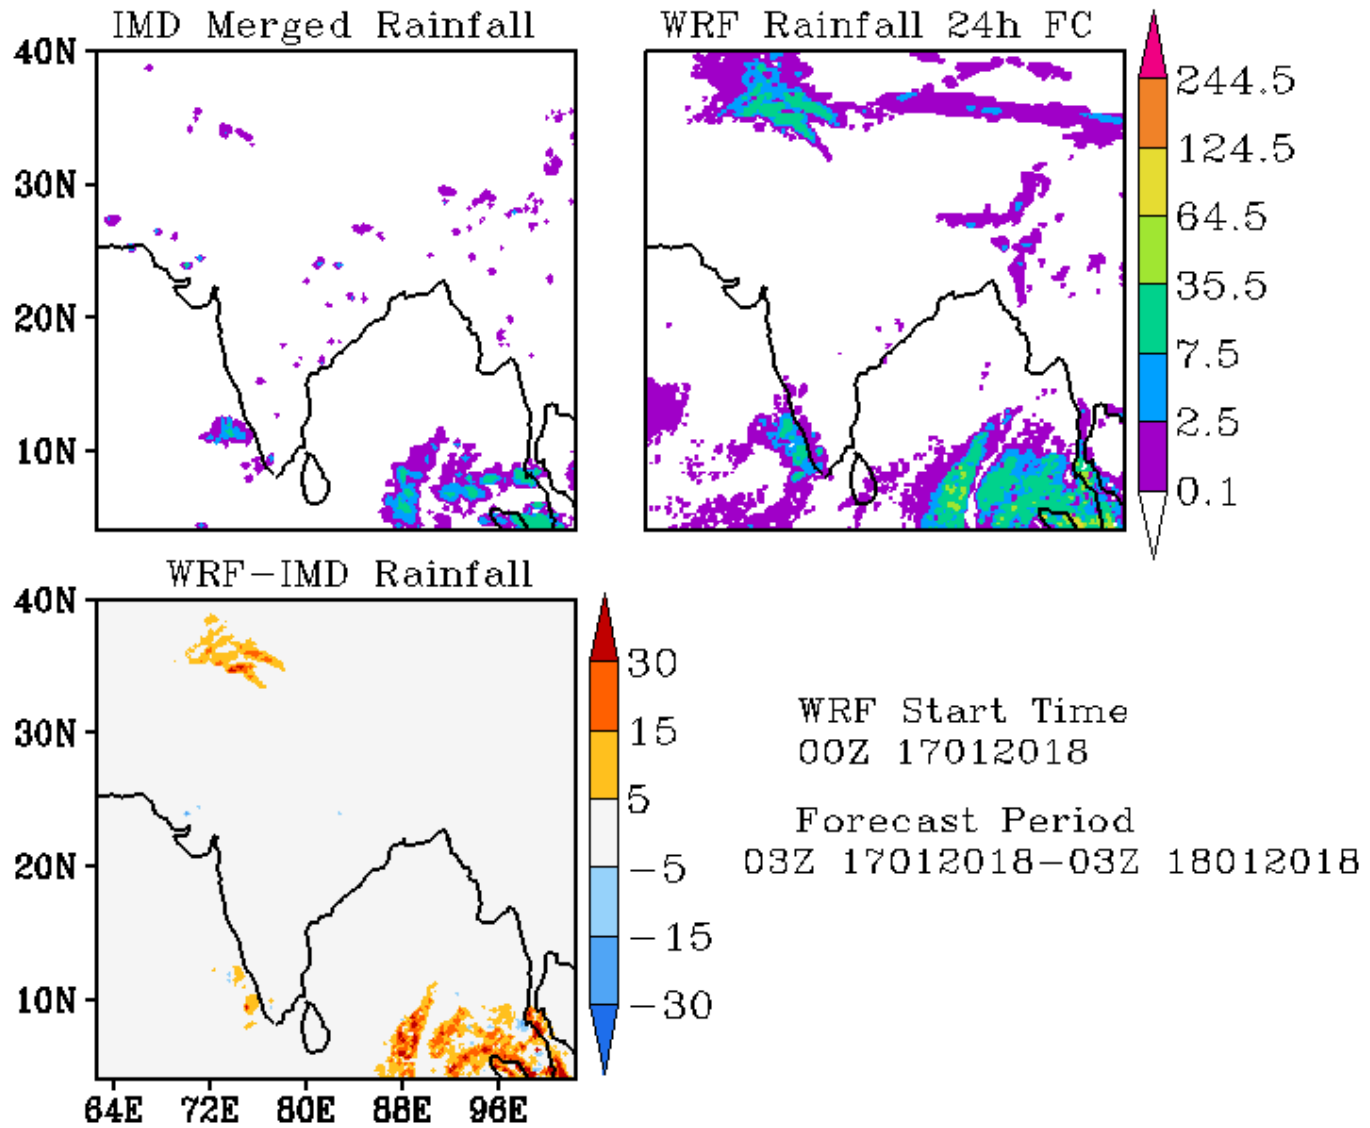 IMD Merged Rainfall
WRF Rainfall 24h FC
40N
30N
20N
10N
244.5
124.5
64.5
35.5
7.5
2.5
0.1
WRF-IMD Rainfall
40N
30N
20N
10N
64E 72E 80E 88E 96E
30
15
5
-5
-15
-30
WRF Start Time
00Z 17012018
Forecast Period
03Z 17012018-03Z 18012018